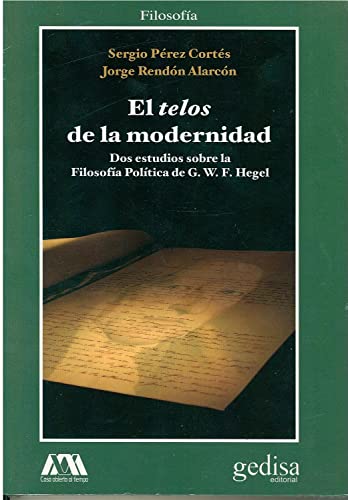 Filosofía
Sergio Pérez Cortés
Jorge Rendón Alarcón
El telos
de la modernidad
Dos estudios sobre la
Filosofía Política de G. W. F. Hegel
Casa abierta al tiempo
gedisa
editorial